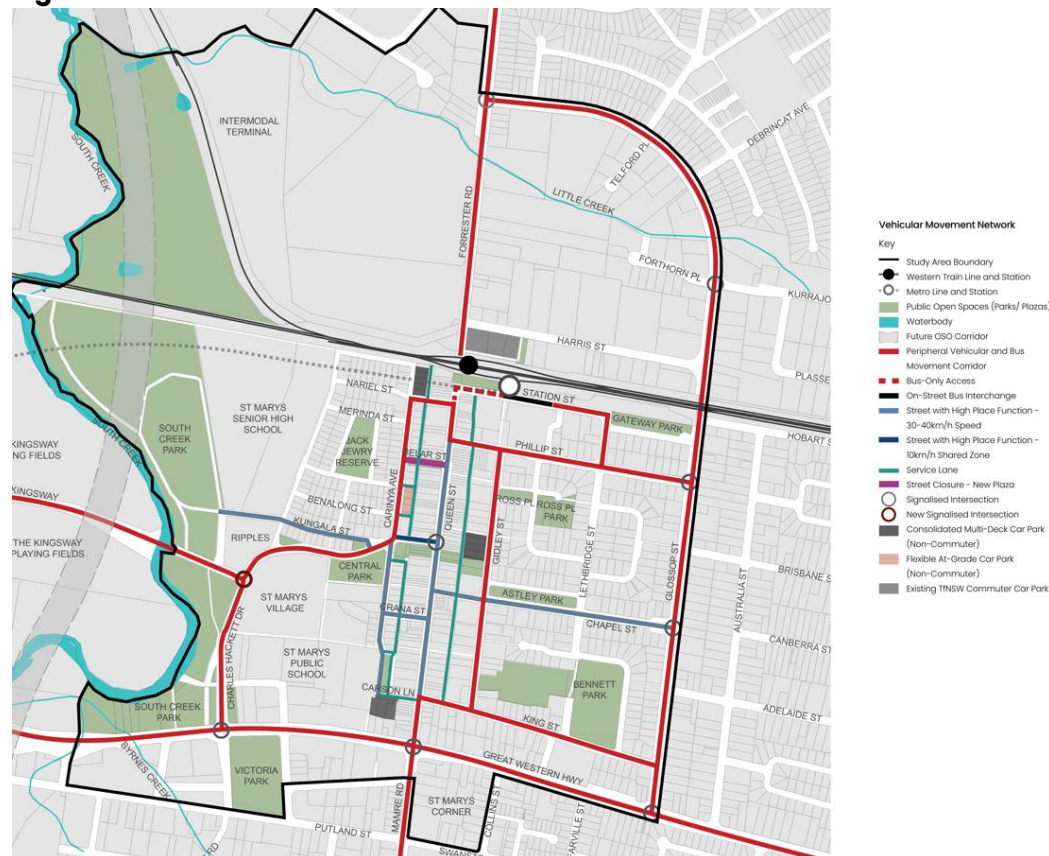 INTERMODAL
TERMINAL
SOUTH CREEK
FORRESTER RD
TELFORD PL
DEBRINCAT AVE
LITTLE CREEK
FORTHORN PL
HARRIS ST
NARIEL ST
STATION ST
MERINDA ST
GATEWAY PARK
HOBART S
PLASSE
KURRAJO
ST MARYS
SENIOR HIGH
SCHOOL
SOUTH
CREEK
PARK
SOUTH CREEK
KINGSWAY
NG FIELDS
KINGSWAY
THE KINGSWAY
PLAYING FIELDS
JACK
JEWRY
RESERVE
BELAR ST
PHILLIP ST
CARINYA AVE
QUEEN ST
GIDLEY ST
ROSS PL
ROSS PL
PARK
BENALONG ST
KUNGALA ST
RIPPLES
CENTRAL
PARK
LETHBRIDGE ST
GLOSSOP ST
AUSTRALIA ST
BRISBANE S
ASTLEY PARK
CHAPEL ST
CANBERRA ST
ST MARYS
VILLAGE
CRANA ST
ST MARYS
PUBLIC
SCHOOL
CHARLES HACKETT DR
CARSON LN
BENNETT
PARK
ADELAIDE ST
KING ST
SOUTH CREEK
PARK
GREAT WESTERN HWY
BYRNES CREEK
VICTORIA
PARK
MAMRE RD
ST MARYS
CORNER
COLLINS ST
PUTLAND ST
Vehicular Movement Network
Key
Study Area Boundary
Western Train Line and Station
Metro Line and Station
Public Open Spaces (Parks/ Plazas)
Waterbody
Future OSO Corridor
Peripheral Vehicular and Bus
Movement Corridor
Bus-Only Access
On-Street Bus Interchange
Street with High Place Function -
30-40km/h Speed
Street with High Place Function -
10km/h Shared Zone
Service Lane
Street Closure - New Plaza
Signalised Intersection
New Signalised Intersection
Consolidated Multi-Deck Car Park
(Non-Commuter)
Flexible At-Grade Car Park
(Non-Commuter)
Existing TfNSW Commuter Car Park